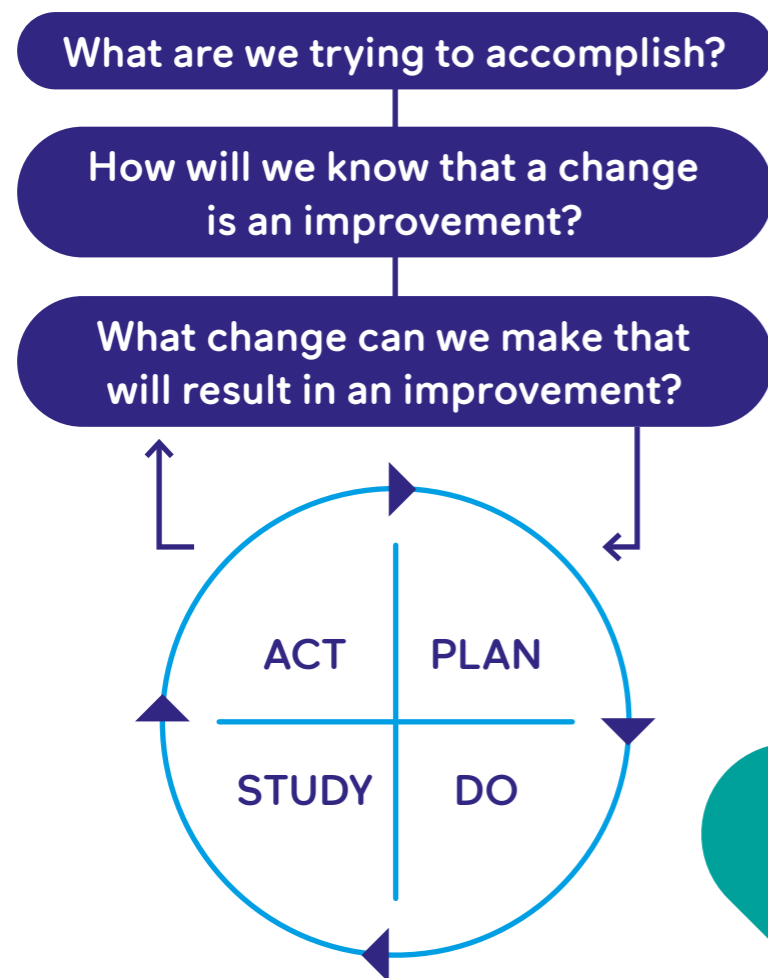 What are we trying to accomplish?
How will we know that a change
is an improvement?
What change can we make that
will result in an improvement?
ACT
PLAN
STUDY
DO